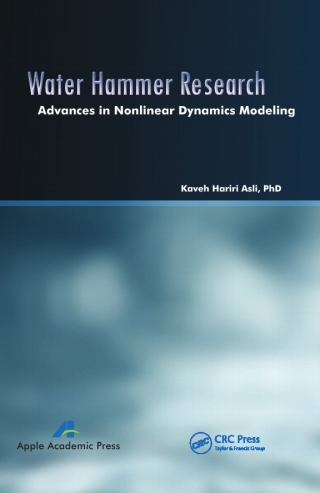 Water Hammer Research
Advances in Nonlinear Dynamics Modeling
Kaveh Hariri Asli, PhD
Apple Academic Press
CRC
CRC Press
Taylor & Francis Group